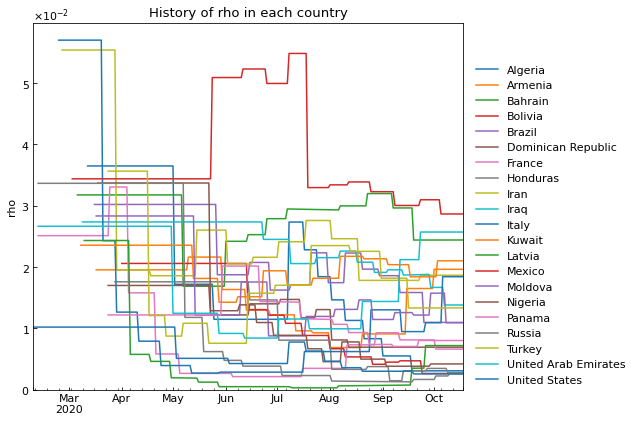 History of rho in each country
×10⁻²
5
4
3
2
1
0
rho
Mar Apr May Jun Jul Aug Sep Oct
2020
Algeria
Armenia
Bahrain
Bolivia
Brazil
Dominican Republic
France
Honduras
Iran
Iraq
Italy
Kuwait
Latvia
Mexico
Moldova
Nigeria
Panama
Russia
Turkey
United Arab Emirates
United States